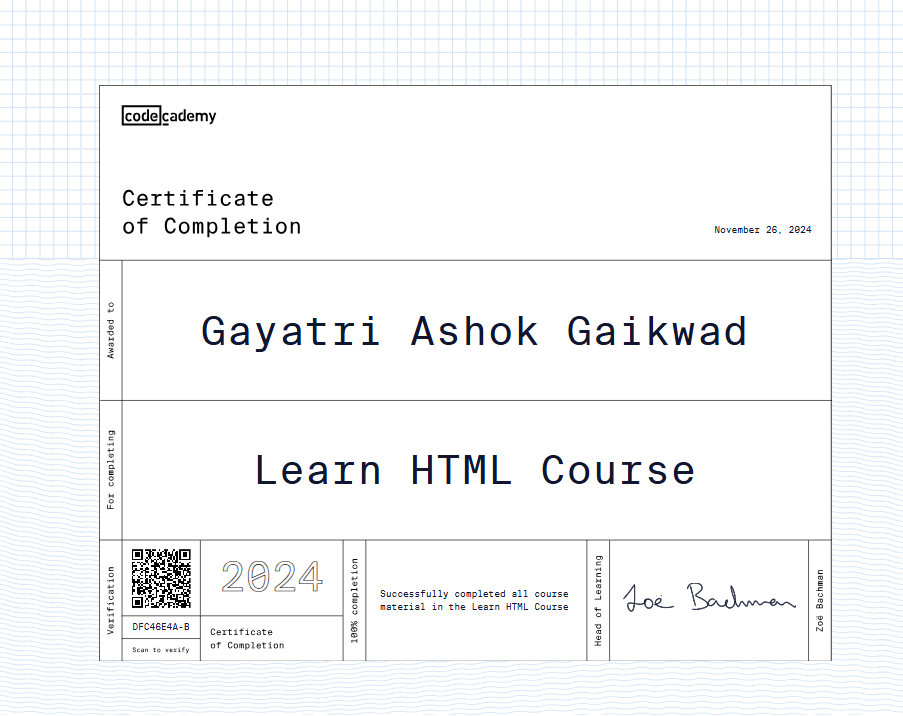 codecademy
Certificate
of Completion
November 26, 2024
Awarded to
Gayatri Ashok Gaikwad
For completing
Learn HTML Course
Verification
DFC46E4A-B
Scan to verify
2024
Certificate
of Completion
100% completion
Successfully completed all course
material in the Learn HTML Course
Head of Learning
Zoë Bachman
Zoë Bachman